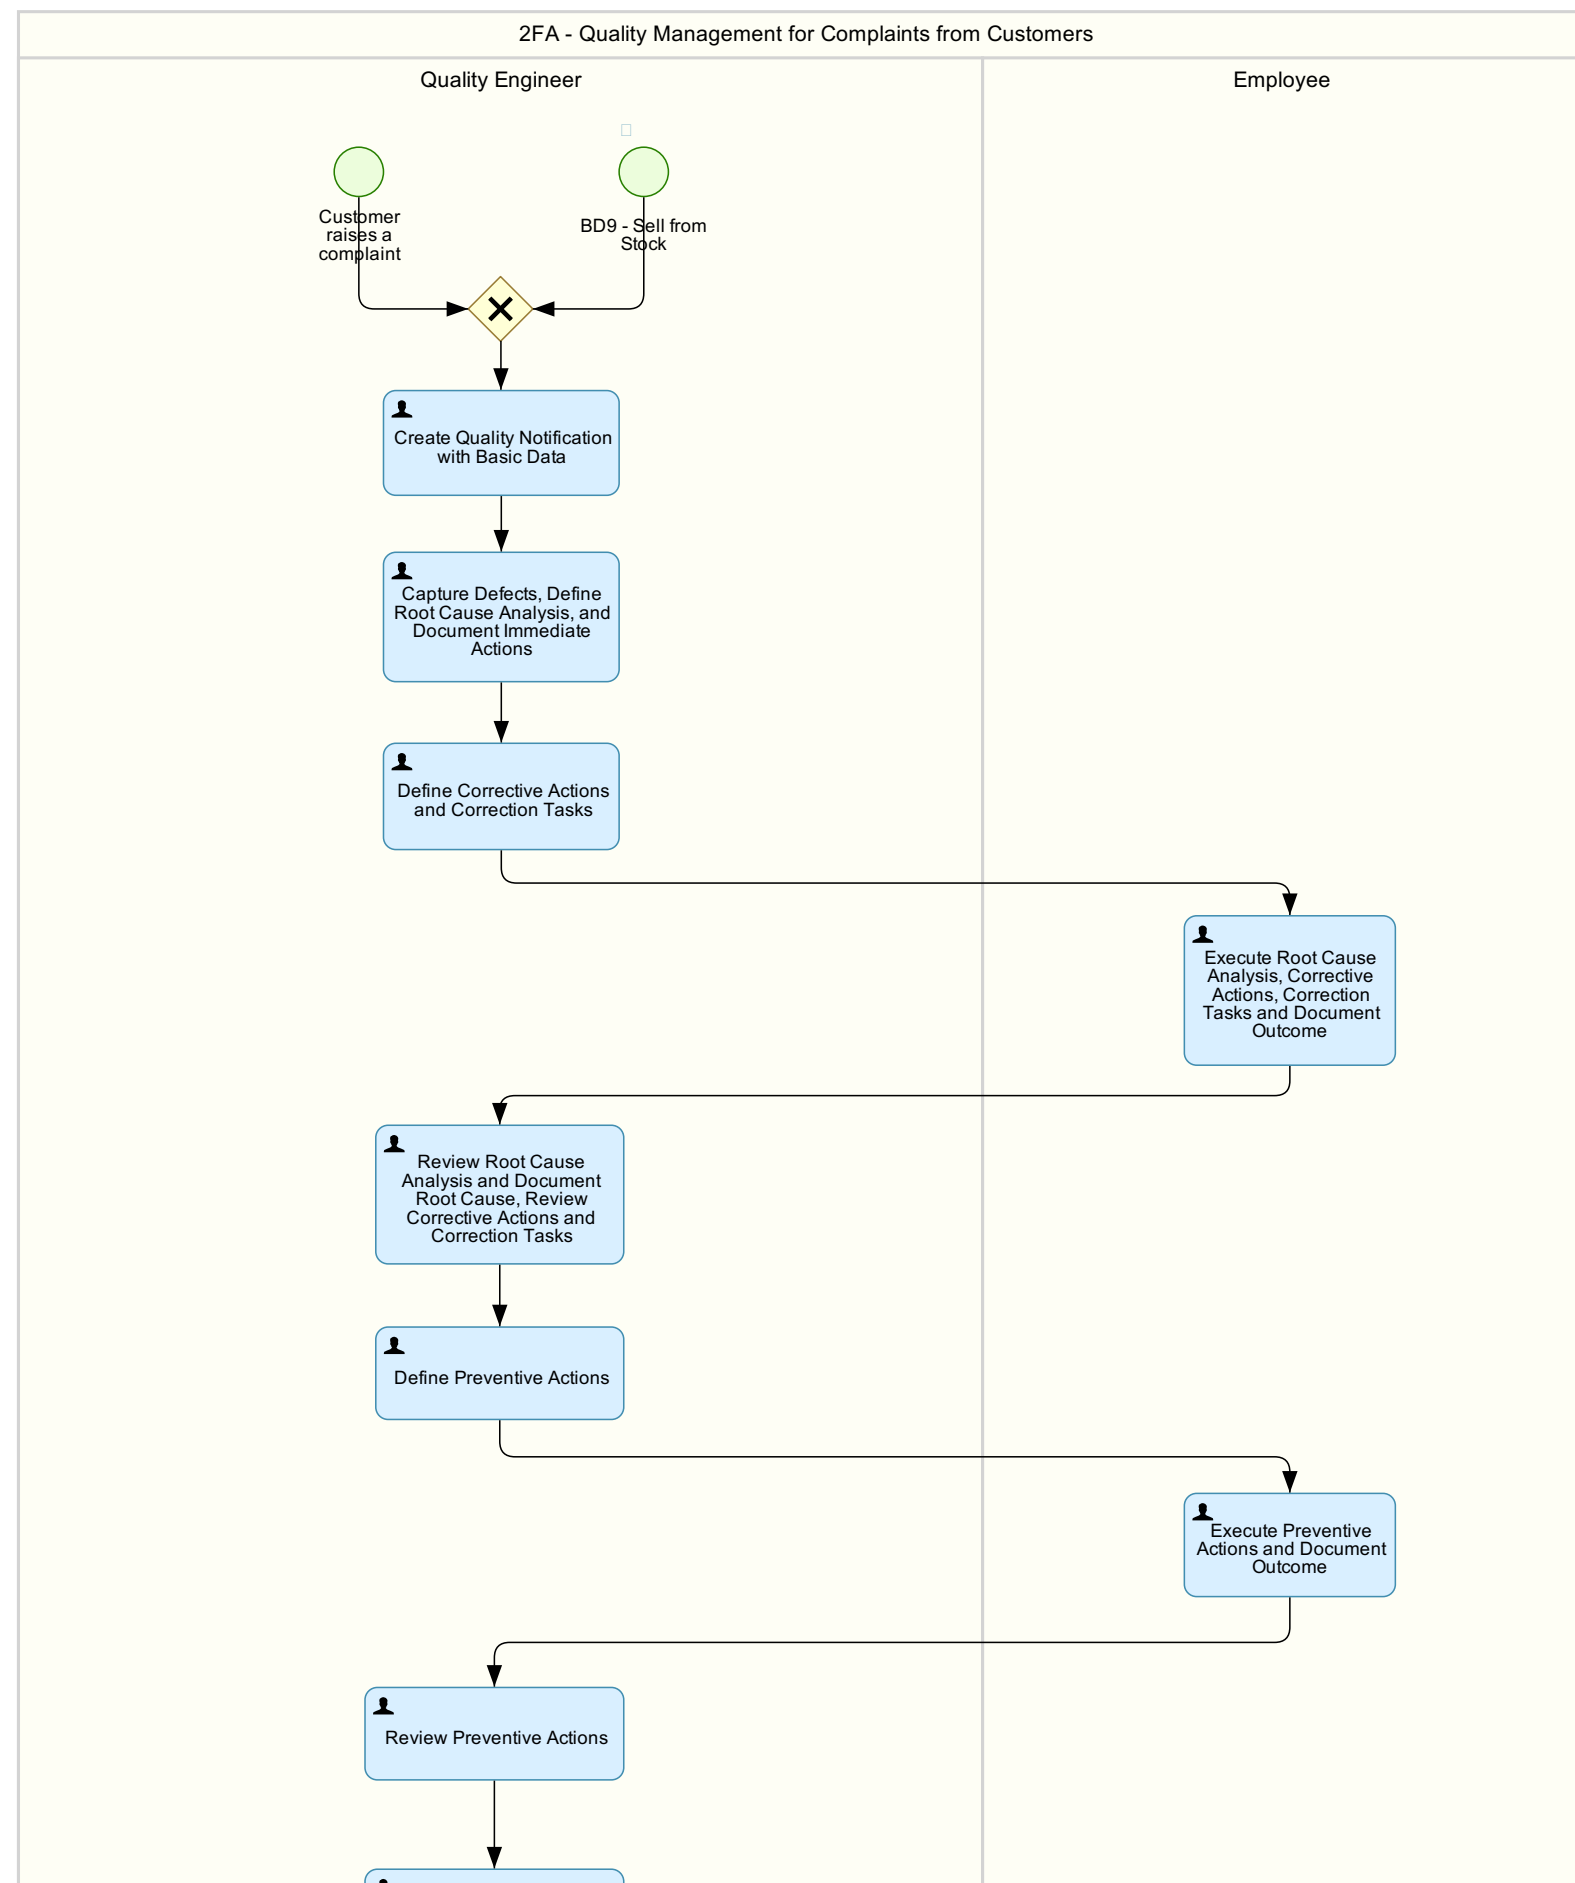 2FA - Quality Management for Complaints from Customers
Quality Engineer
Employee
Customer
raises a
complaint
BD9 - Sell from
Stock
Create Quality Notification
with Basic Data
Capture Defects, Define
Root Cause Analysis, and
Document Immediate
Actions
Define Corrective Actions
and Correction Tasks
Execute Root Cause
Analysis, Corrective
Actions, Correction
Tasks and Document
Outcome
Review Root Cause
Analysis and Document
Root Cause, Review
Corrective Actions and
Correction Tasks
Define Preventive Actions
Execute Preventive
Actions and Document
Outcome
Review Preventive Actions